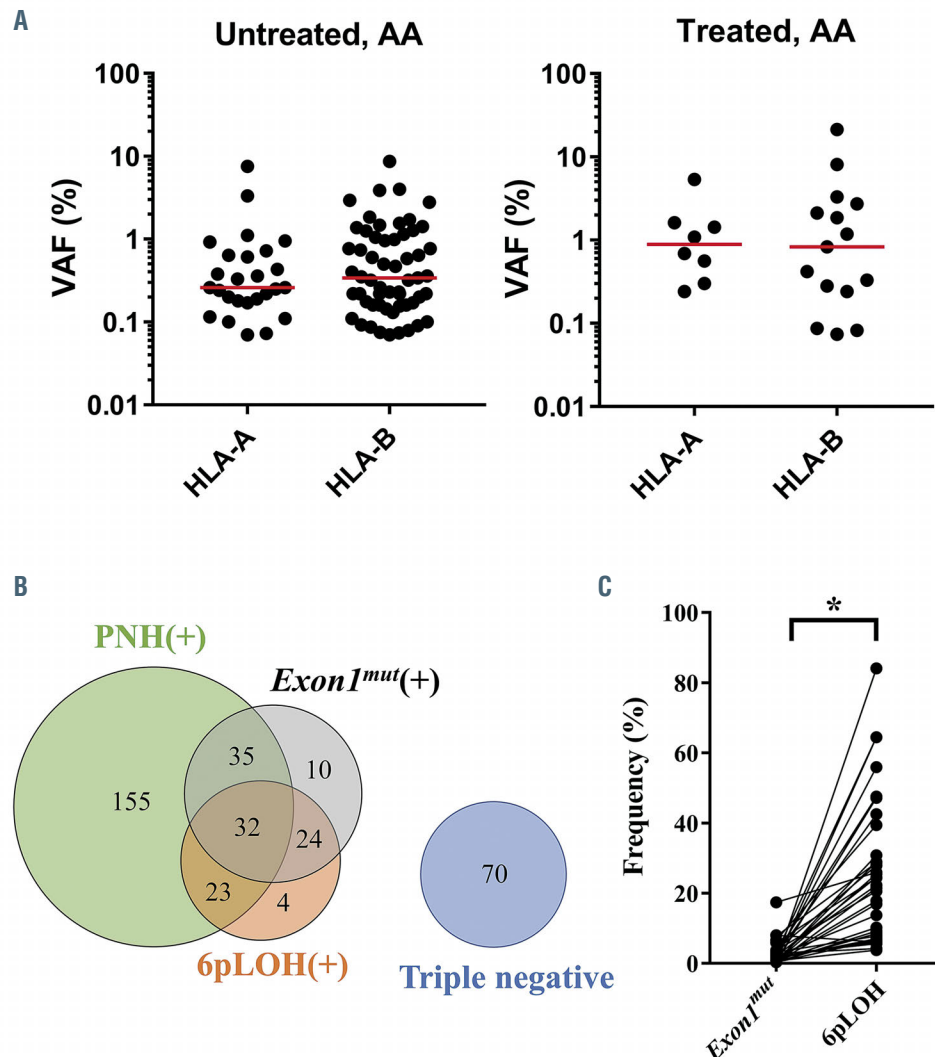 A
Untreated, AA
VAF (%)
100
10
1
0.1
0.01
HLA-A
HLA-B
Treated, AA
VAF (%)
100
10
1
0.1
0.01
HLA-A
HLA-B
B
PNH(+)
Exon1mut(+)
155
35
10
32
24
23
4
6pLOH(+)
70
Triple negative
C
*
Frequency (%)
100
80
60
40
20
0
Exon1mut
6pLOH